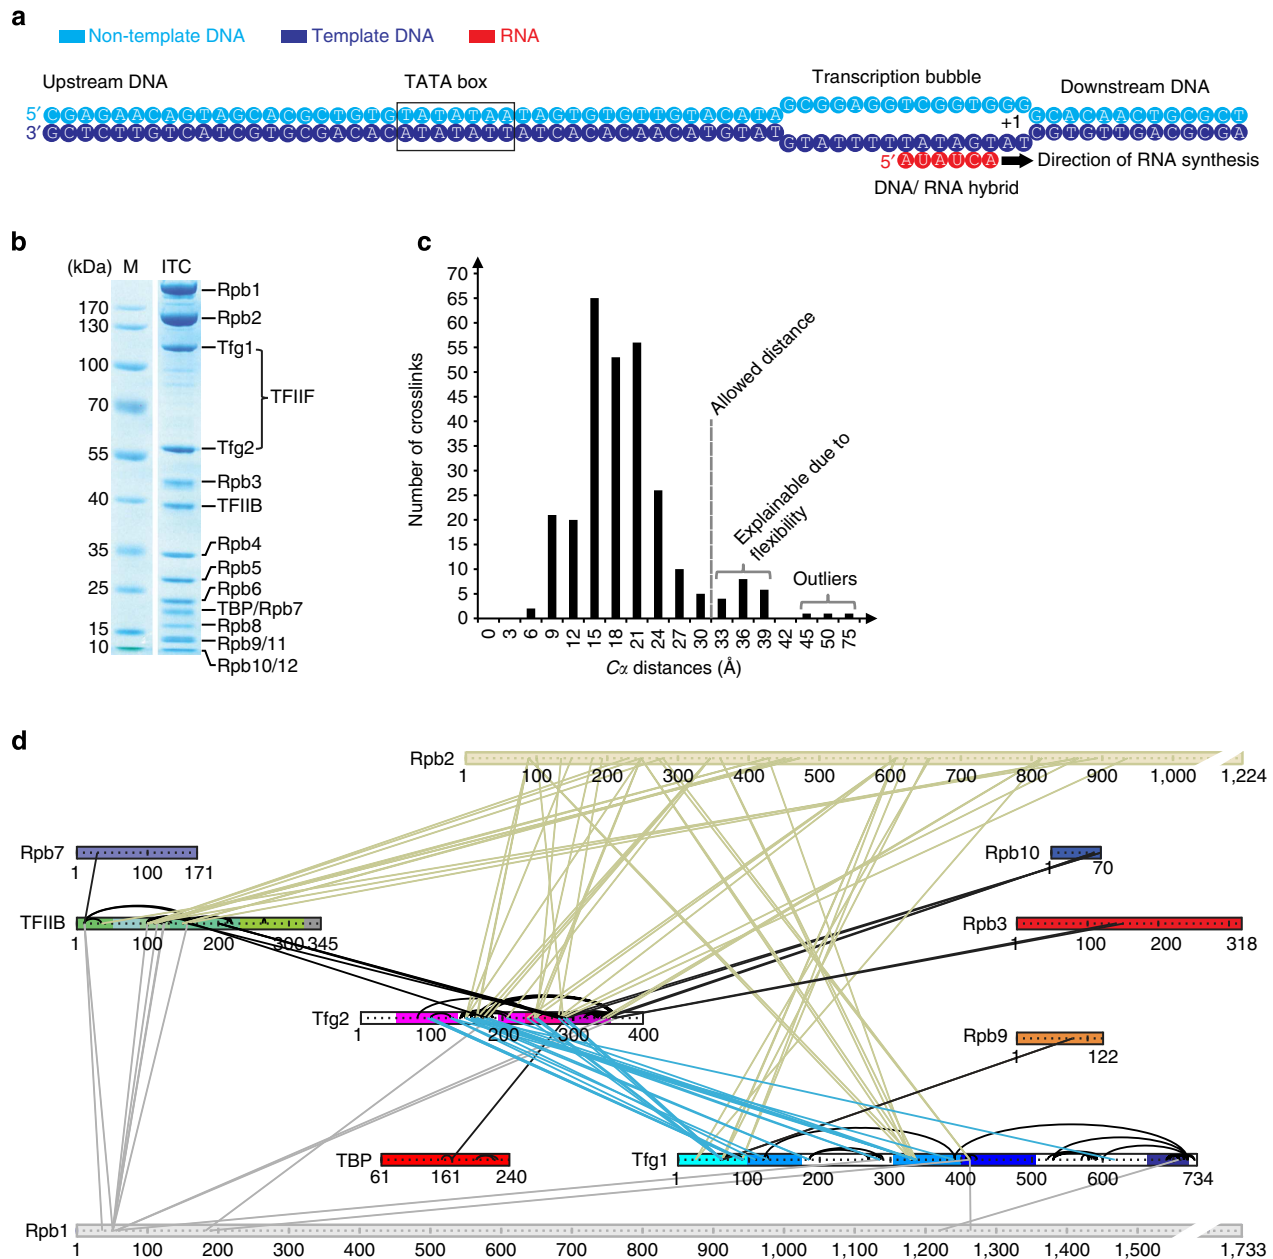 a
Non-template DNA
Template DNA
RNA
Upstream DNA
TATA box
Transcription bubble
Downstream DNA
5′ CGAGAACAGTAGCACGCTGTGTATATAATAGTGTGTTGTACATA GCGGAGGTCGGTGGG GCACAACTGCGCT
+1
3′ GCTCTTGTCATCGTGCGACACATATATTATCACACAACATGTAT GTATTTTTATAGTAT CGTGTTGACGCGA
5′ AUAUCA
Direction of RNA synthesis
DNA/ RNA hybrid
b
(kDa) M ITC
170
130
100
70
55
40
35
25
15
10
Rpb1
Rpb2
Tfg1
TFIIF
Tfg2
Rpb3
TFIIB
Rpb4
Rpb5
Rpb6
TBP/Rpb7
Rpb8
Rpb9/11
Rpb10/12
c
Number of crosslinks
70
65
60
55
50
45
40
35
30
25
20
15
10
5
0
Allowed distance
Explainable due to
flexibility
Outliers
0 3 6 9 12 15 18 21 24 27 30 33 36 39 42 45 50 75
Cα distances (Å)
d
Rpb2
1 100 200 300 400 500 600 700 800 900 1,000 1,224
Rpb7
1 100 171
Rpb10
1 70
TFIIB
1 100 200 300 345
Rpb3
1 100 200 318
Tfg2
1 100 200 300 400
Rpb9
1 122
TBP
61 161 240
Tfg1
1 100 200 300 400 500 600 734
Rpb1
1 100 200 300 400 500 600 700 800 900 1,000 1,100 1,200 1,300 1,400 1,500 1,733